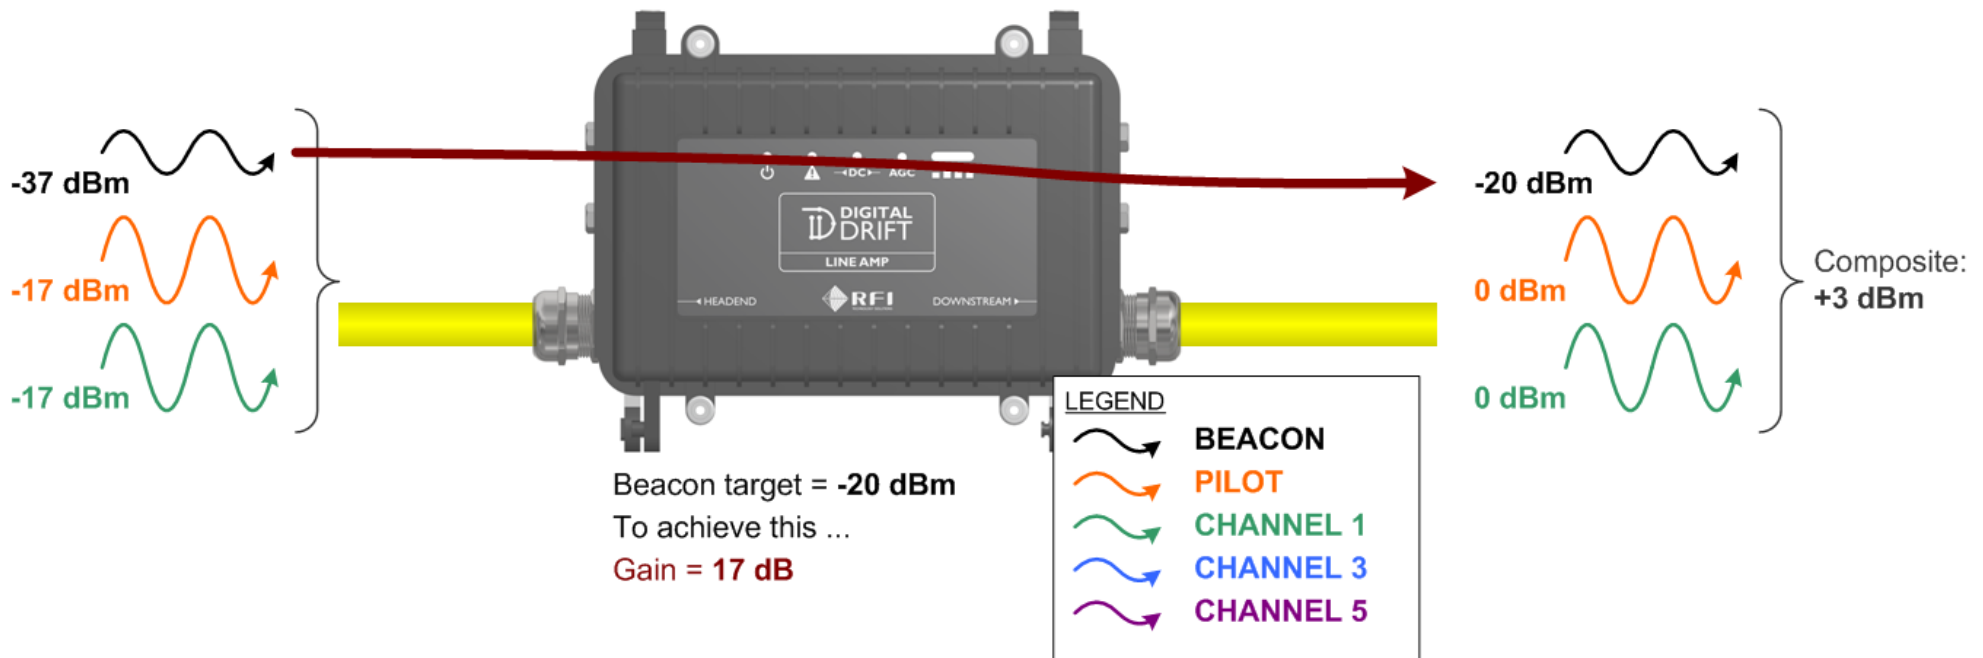 -37 dBm
-17 dBm
-17 dBm
DC
AGC
DIGITAL
DRIFT
LINE AMP
HEADEND
RFI
DOWNSTREAM
-20 dBm
0 dBm
0 dBm
Composite:
+3 dBm
Beacon target = -20 dBm
To achieve this ...
Gain = 17 dB
LEGEND
BEACON
PILOT
CHANNEL 1
CHANNEL 3
CHANNEL 5